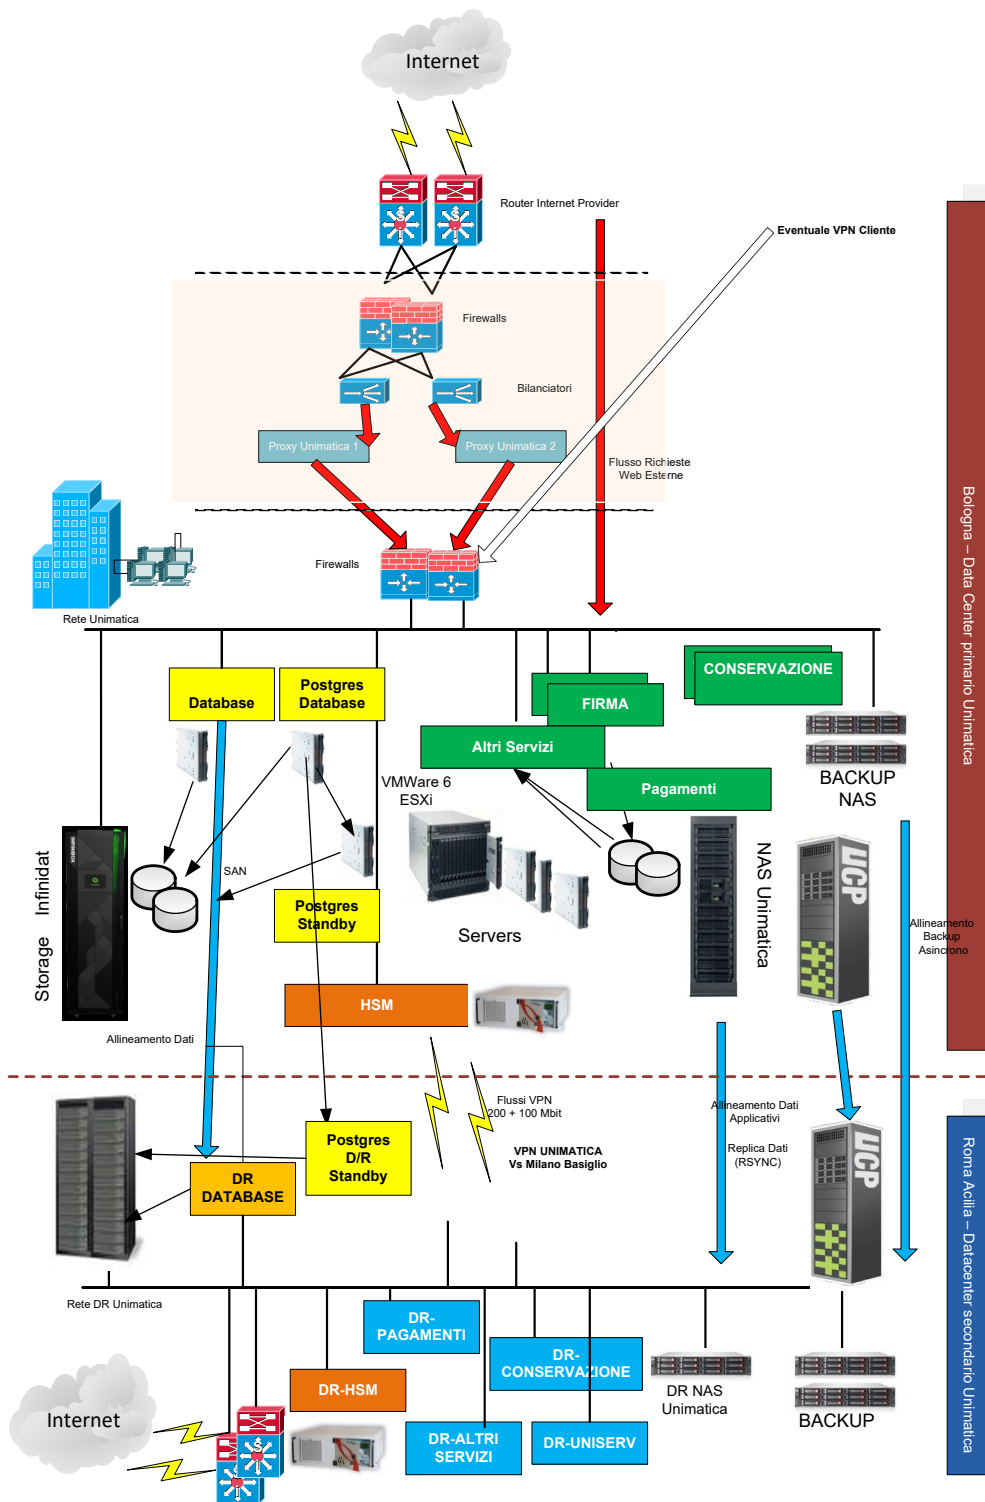 Internet
Router Internet Provider
Eventuale VPN Cliente
Firewalls
Bilanciatori
Proxy Unimatica 1
Proxy Unimatica 2
Flusso Richieste
Web Esterne
Firewalls
Rete Unimatica
Bologna – Data Center primario Unimatica
Database
Postgres
Database
FIRMA
CONSERVAZIONE
Altri Servizi
Pagamenti
BACKUP
NAS
VMWare 6
ESXi
Storage Infinidat
SAN
Postgres
Standby
Servers
NAS Unimatica
UCP
Allineamento
Backup
Asincrono
HSM
Allineamento Dati
Flussi VPN
200 + 100 Mbit
VPN UNIMATICA
Vs Milano Basiglio
Allineamento Dati
Applicativi
Replica Dati
(RSYNC)
UCP
Postgres
D/R
Standby
DR
DATABASE
Roma Acilia – Datacenter secondario Unimatica
Rete DR Unimatica
DR-
PAGAMENTI
DR-
CONSERVAZIONE
DR-HSM
DR NAS
Unimatica
BACKUP
Internet
DR-ALTRI
SERVIZI
DR-UNISERV